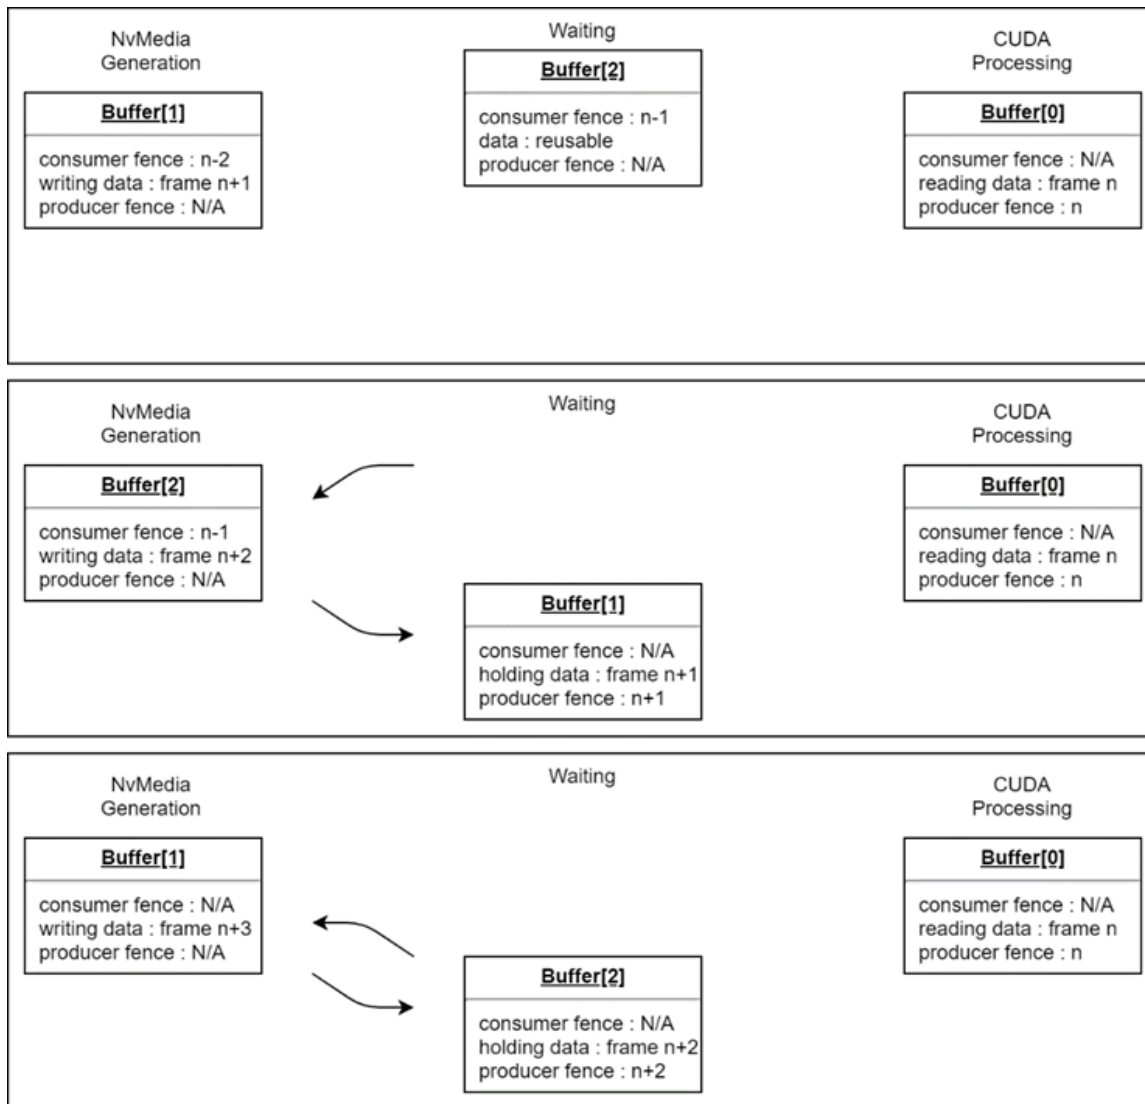 NvMedia
Generation
Waiting
CUDA
Processing
Buffer[1]
consumer fence : n-2
writing data : frame n+1
producer fence : N/A
Buffer[2]
consumer fence : n-1
data : reusable
producer fence : N/A
Buffer[0]
consumer fence : N/A
reading data : frame n
producer fence : n
NvMedia
Generation
Waiting
CUDA
Processing
Buffer[2]
consumer fence : n-1
writing data : frame n+2
producer fence : N/A
Buffer[1]
consumer fence : N/A
holding data : frame n+1
producer fence : n+1
Buffer[0]
consumer fence : N/A
reading data : frame n
producer fence : n
NvMedia
Generation
Waiting
CUDA
Processing
Buffer[1]
consumer fence : N/A
writing data : frame n+3
producer fence : N/A
Buffer[2]
consumer fence : N/A
holding data : frame n+2
producer fence : n+2
Buffer[0]
consumer fence : N/A
reading data : frame n
producer fence : n